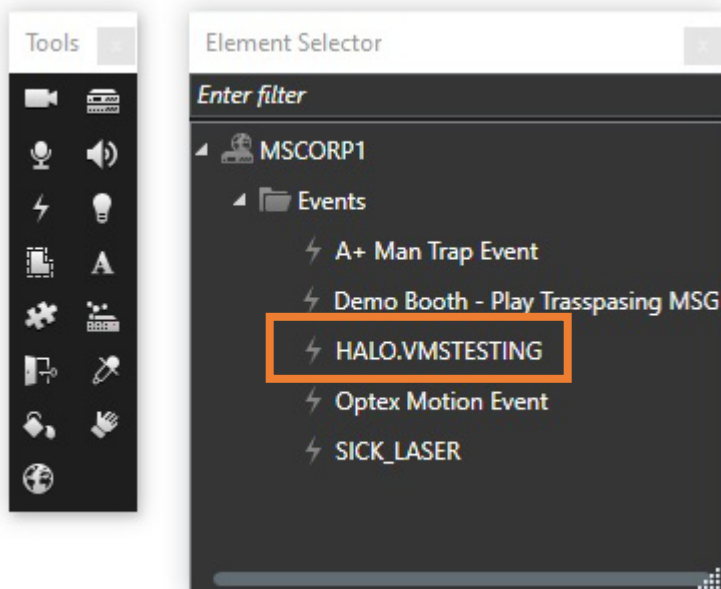 Tools
Element Selector
Enter filter
MSCORP1
Events
A+ Man Trap Event
Demo Booth - Play Trasspasing MSG
HALO.VMSTESTING
Optex Motion Event
SICK_LASER